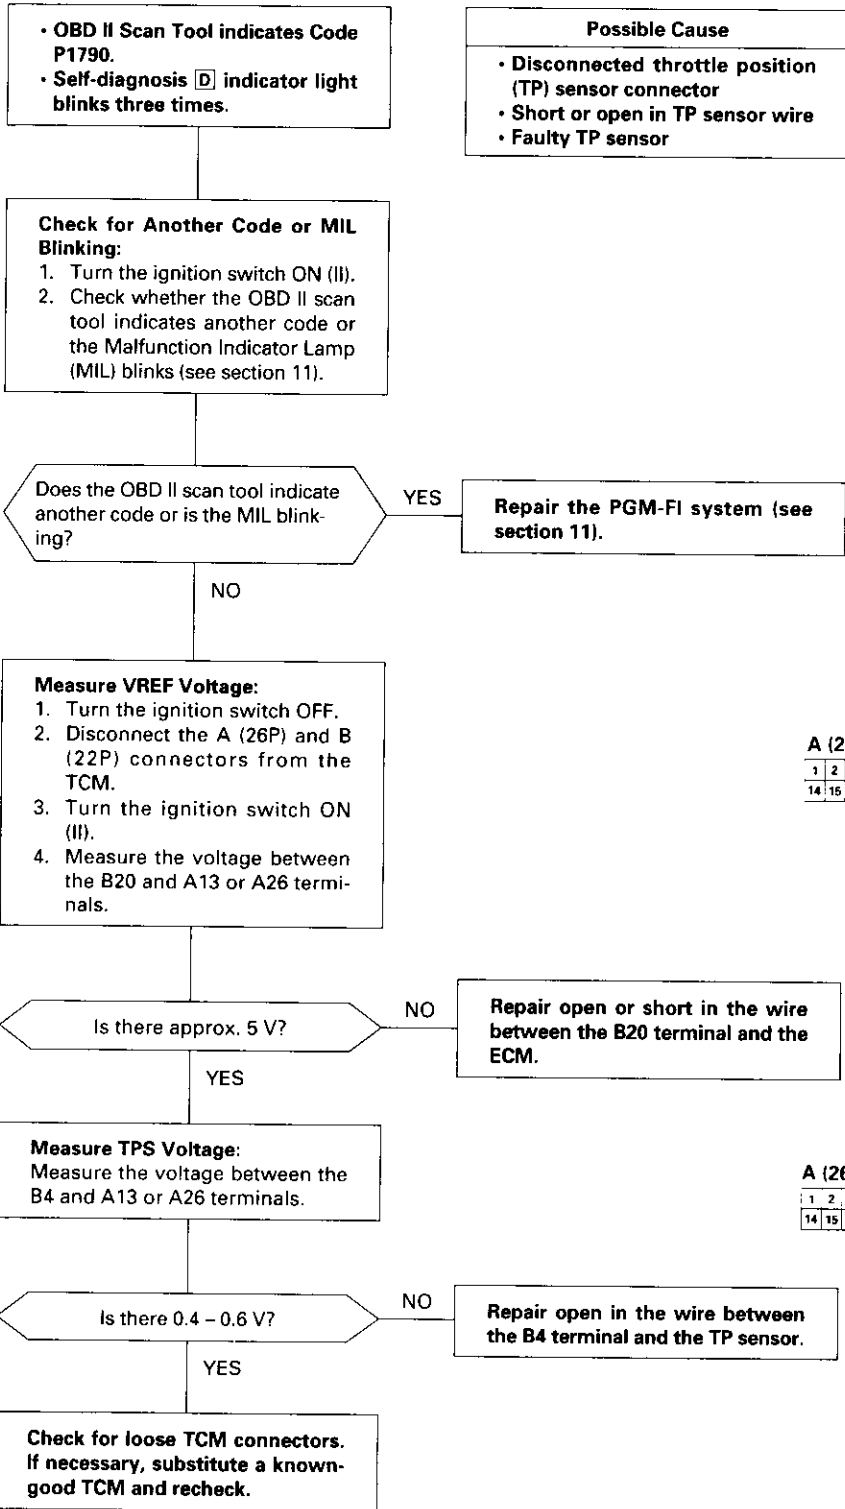 • OBD II Scan Tool indicates Code
P1790.
• Self-diagnosis D indicator light
blinks three times.
Possible Cause
• Disconnected throttle position
(TP) sensor connector
• Short or open in TP sensor wire
• Faulty TP sensor
Check for Another Code or MIL
Blinking:
1. Turn the ignition switch ON (II).
2. Check whether the OBD II scan
tool indicates another code or
the Malfunction Indicator Lamp
(MIL) blinks (see section 11).
Does the OBD II scan tool indicate
another code or is the MIL blink-
ing?
YES
Repair the PGM-FI system (see
section 11).
NO
Measure VREF Voltage:
1. Turn the ignition switch OFF.
2. Disconnect the A (26P) and B
(22P) connectors from the
TCM.
3. Turn the ignition switch ON
(II).
4. Measure the voltage between
the B20 and A13 or A26 termi-
nals.
A (2
1 2
14 15
Is there approx. 5 V?
NO
Repair open or short in the wire
between the B20 terminal and the
ECM.
YES
Measure TPS Voltage:
Measure the voltage between the
B4 and A13 or A26 terminals.
A (26
1 2
14 15
Is there 0.4 – 0.6 V?
NO
Repair open in the wire between
the B4 terminal and the TP sensor.
YES
Check for loose TCM connectors.
If necessary, substitute a known-
good TCM and recheck.